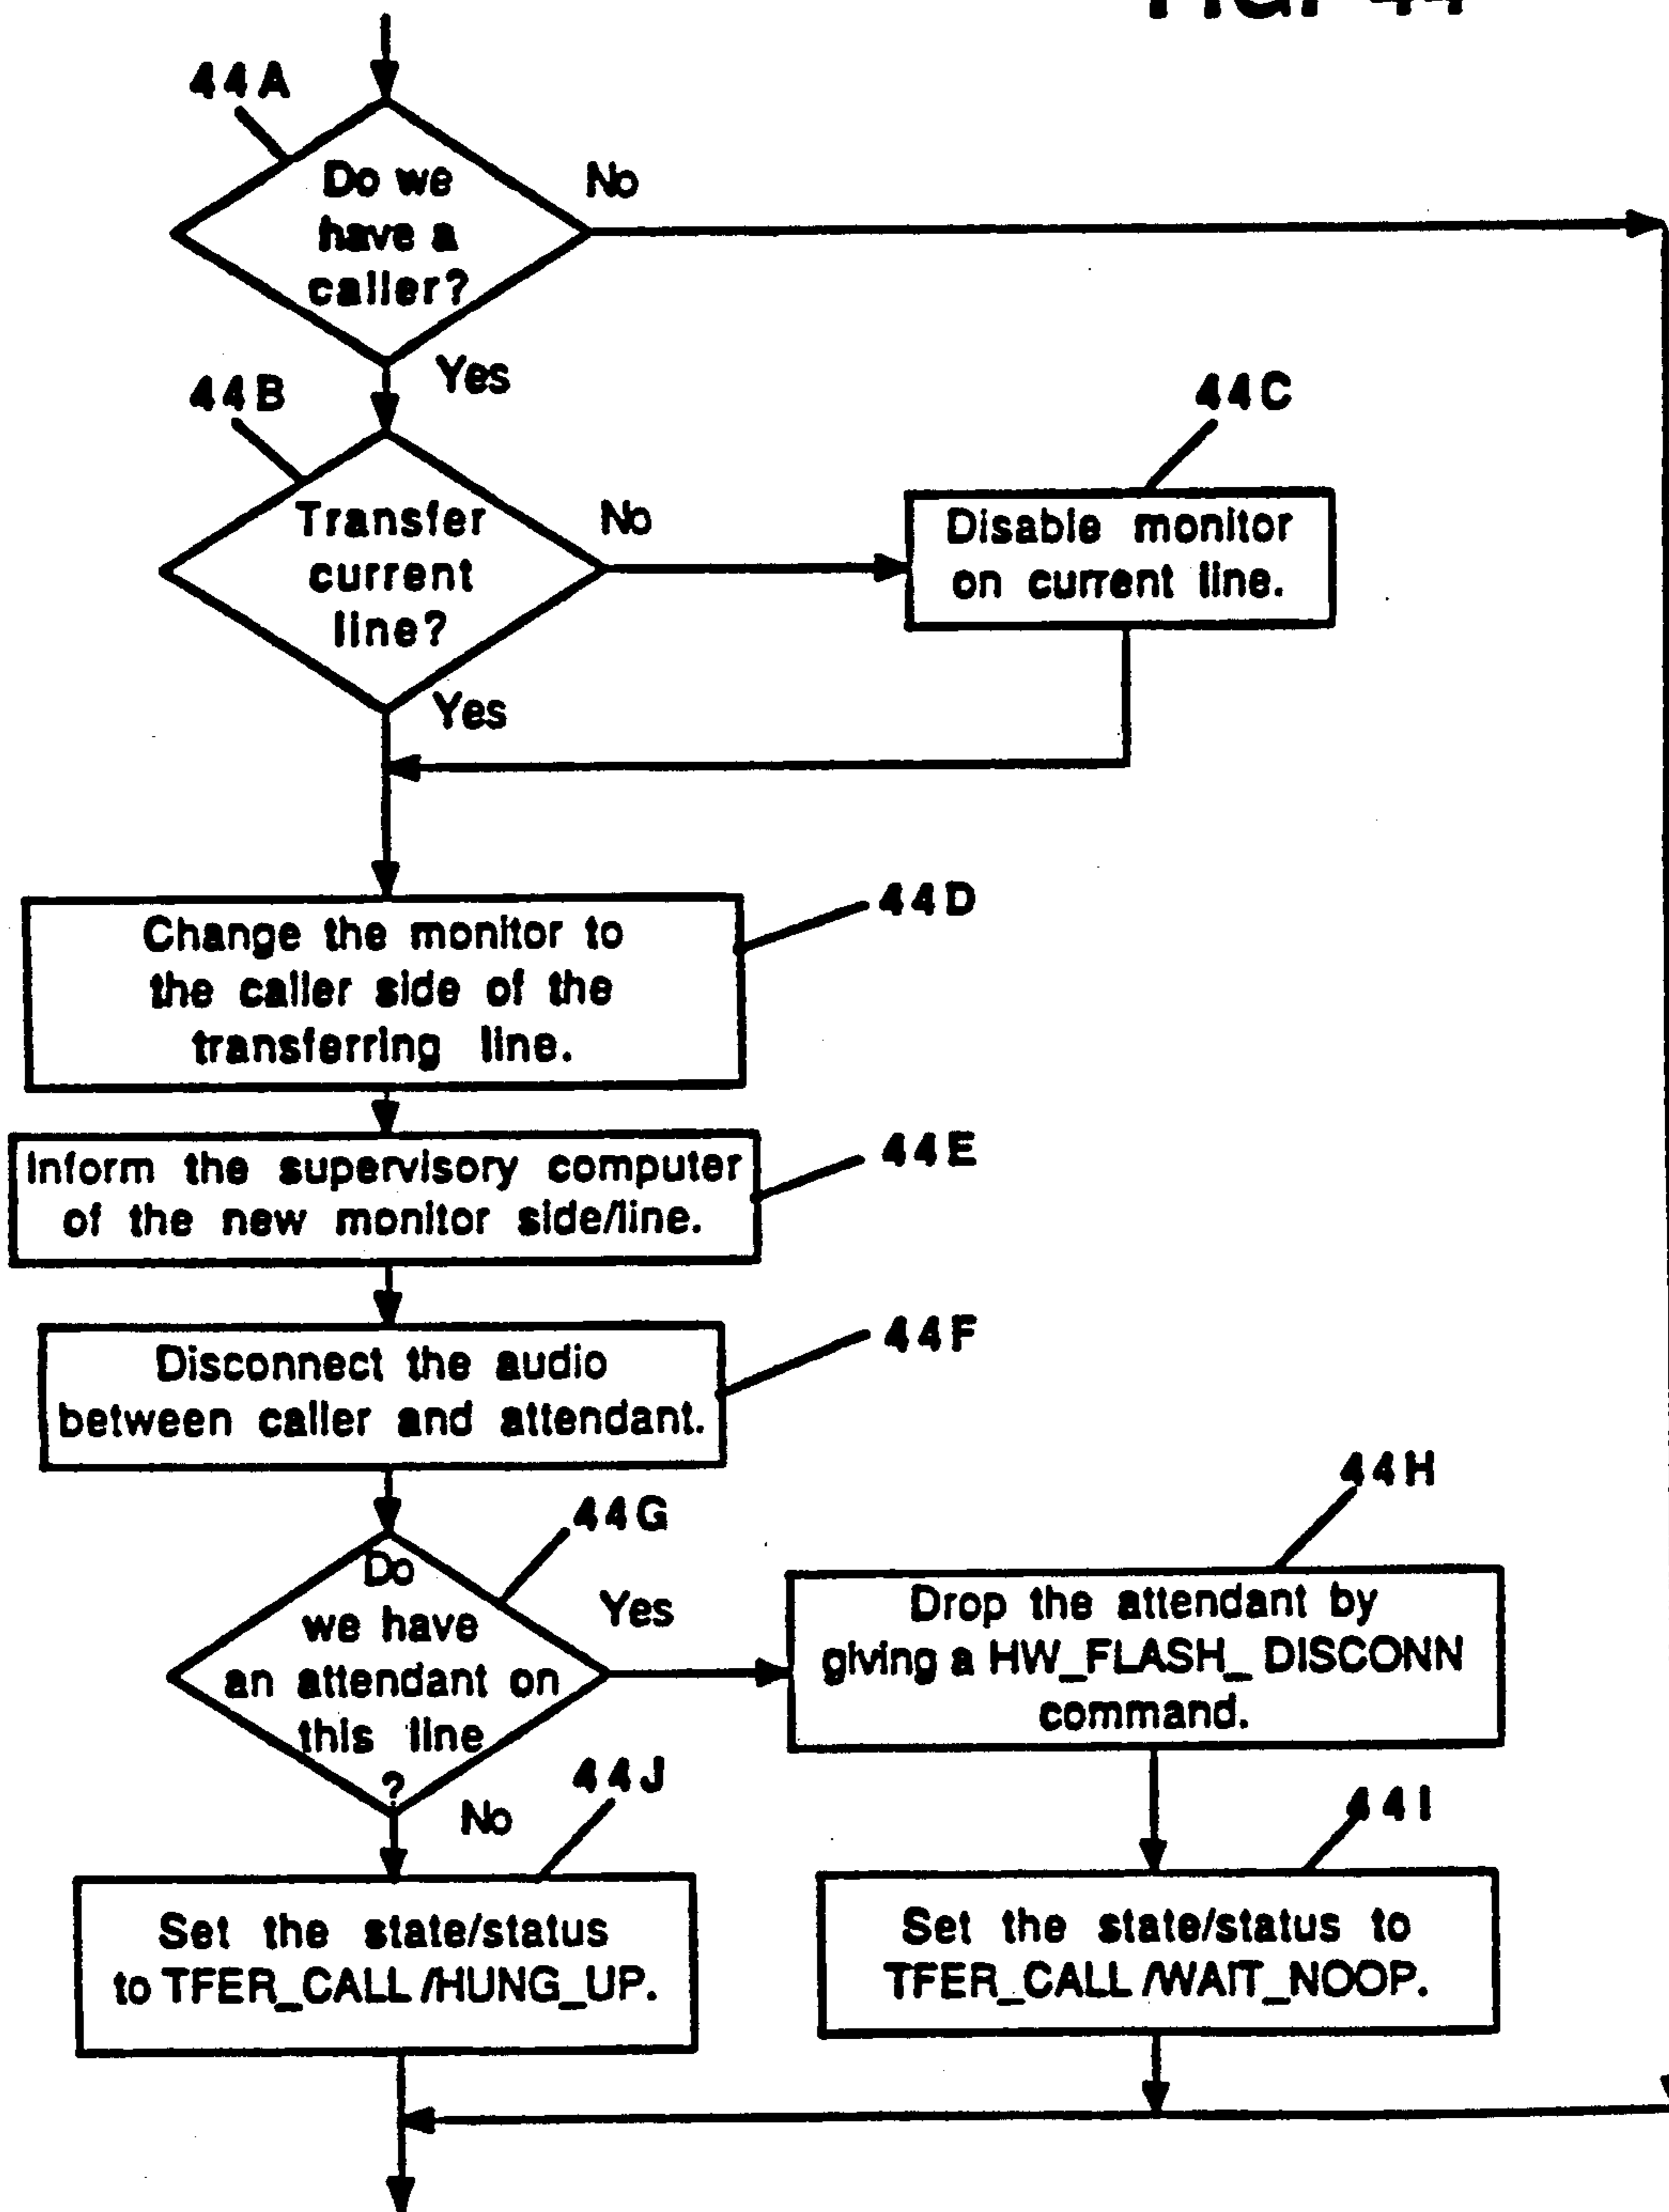 FIG. 44
44A
Do we
have a
caller?
No
Yes
44B
Transfer
current
line?
No
44C
Disable monitor
on current line.
Yes
44D
Change the monitor to
the caller side of the
transferring line.
44E
Inform the supervisory computer
of the new monitor side/line.
44F
Disconnect the audio
between caller and attendant.
44G
Do
we have
an attendant on
this line
?
Yes
44H
Drop the attendant by
giving a HW_FLASH_ DISCONN
command.
No
44J
Set the state/status
to TFER_CALL/HUNG_UP.
44I
Set the state/status to
TFER_CALL/WAIT_NOOP.